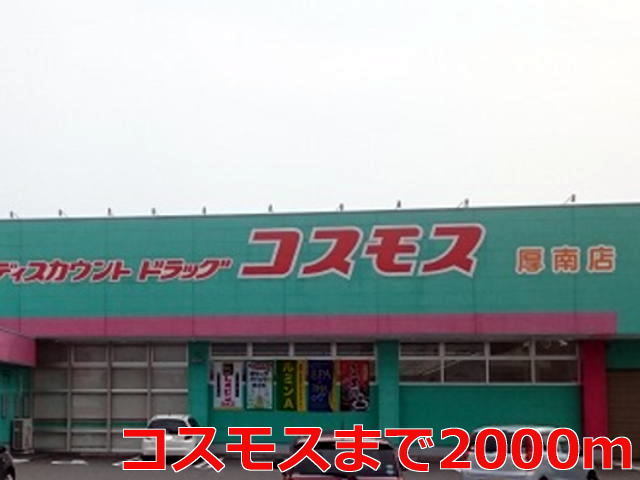 ディスカウント ドラッグ コスモス 厚南店
ルミンA
EPA
コスモスまで2000m